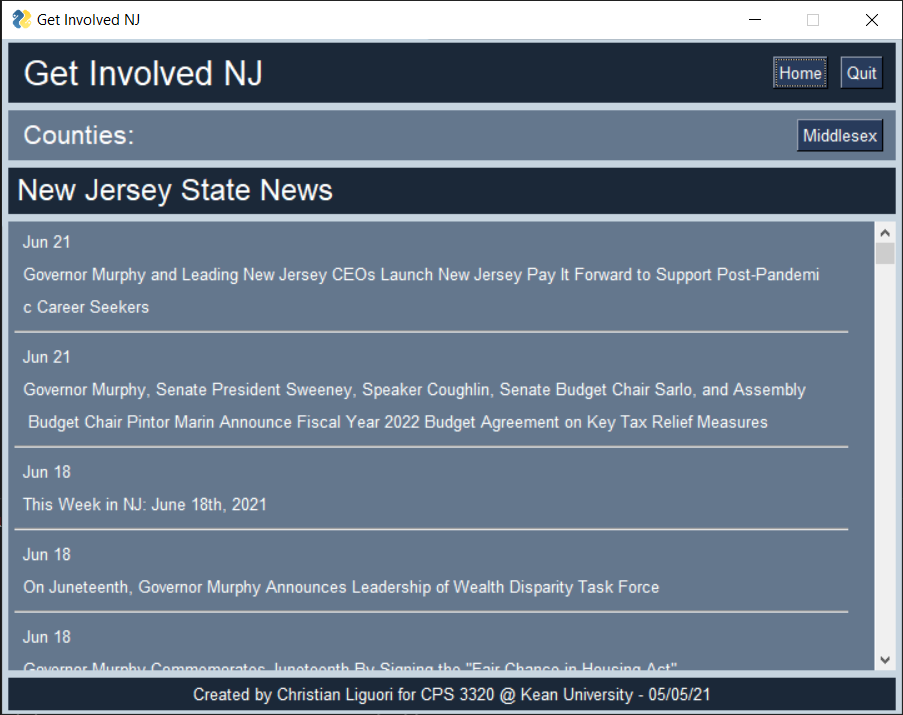 Get Involved NJ
Get Involved NJ
Home
Quit
Counties:
Middlesex
New Jersey State News
Jun 21
Governor Murphy and Leading New Jersey CEOs Launch New Jersey Pay It Forward to Support Post-Pandemi
c Career Seekers
Jun 21
Governor Murphy, Senate President Sweeney, Speaker Coughlin, Senate Budget Chair Sarlo, and Assembly
Budget Chair Pintor Marin Announce Fiscal Year 2022 Budget Agreement on Key Tax Relief Measures
Jun 18
This Week in NJ: June 18th, 2021
Jun 18
On Juneteenth, Governor Murphy Announces Leadership of Wealth Disparity Task Force
Jun 18
Governor Murphy Commemorates Juneteenth By Signing the "Fair Chance in Housing Act"
Created by Christian Liguori for CPS 3320 @ Kean University - 05/05/21